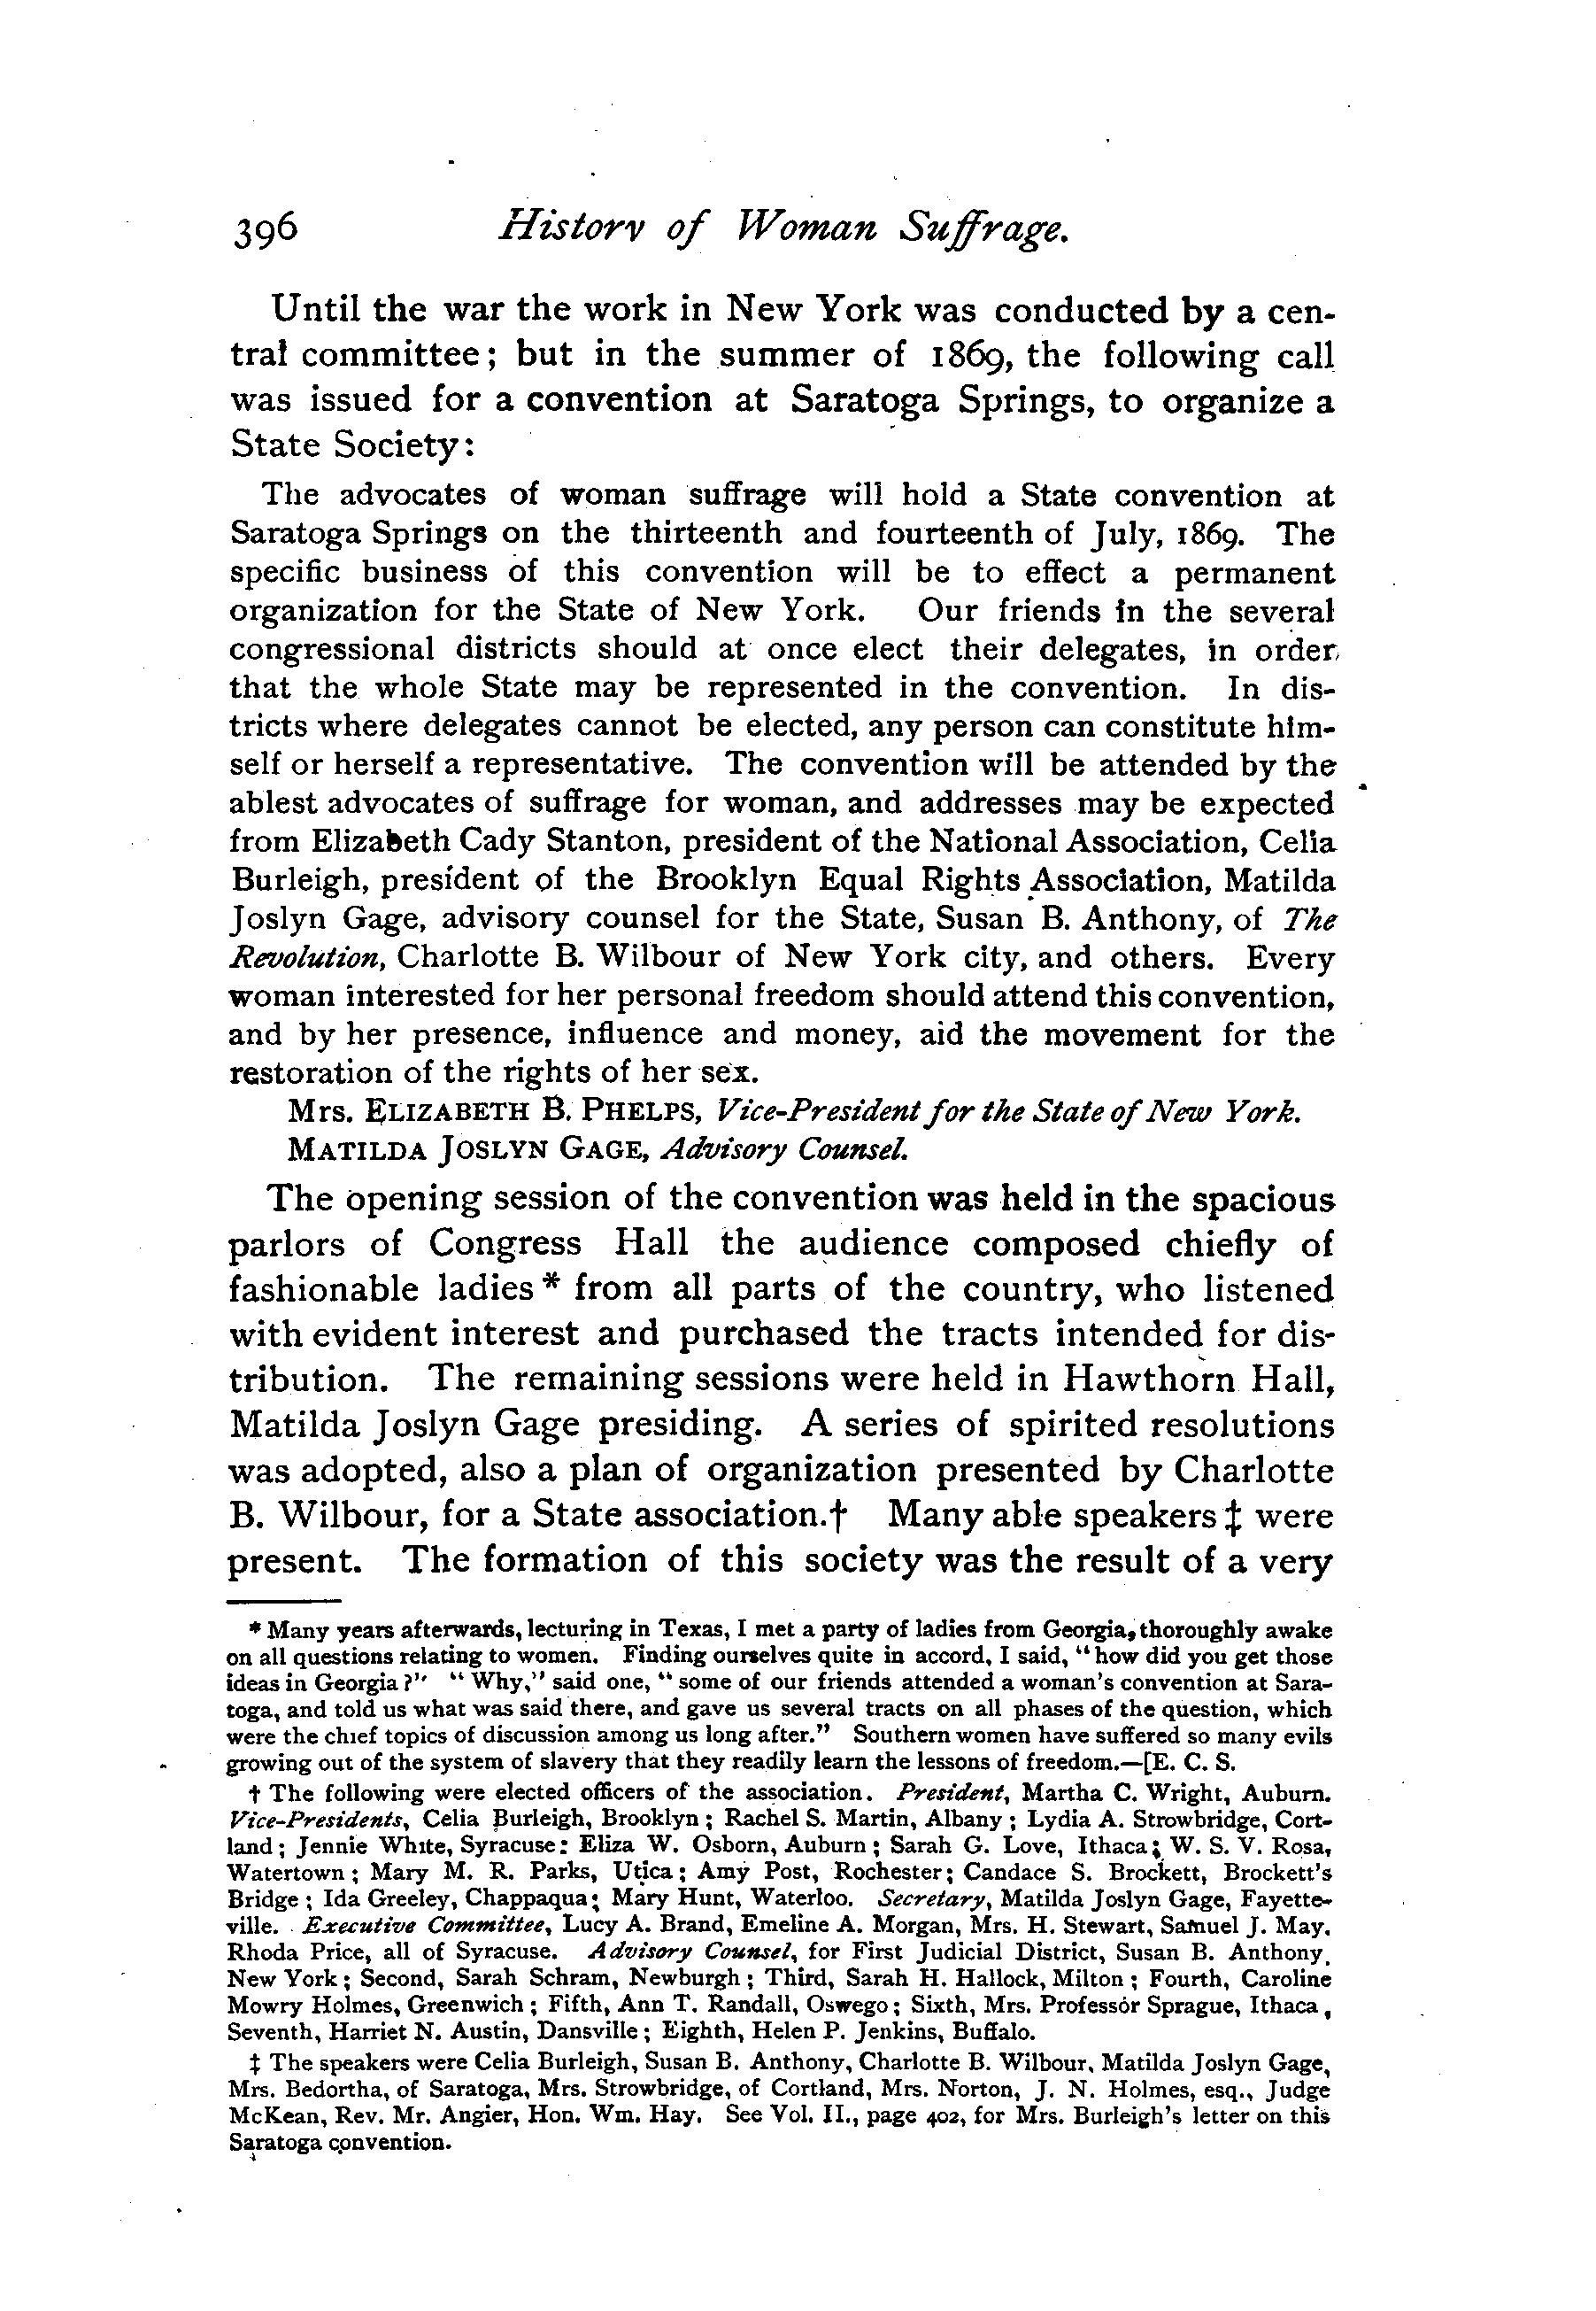 396 History of Woman Suffrage.
Until the war the work in New York was conducted by a cen-
tral committee; but in the summer of 1869, the following call
was issued for a convention at Saratoga Springs, to organize a
State Society:
The advocates of woman suffrage will hold a State convention at
Saratoga Springs on the thirteenth and fourteenth of July, 1869. The
specific business of this convention will be to effect a permanent
organization for the State of New York. Our friends in the several
congressional districts should at once elect their delegates, in order
that the whole State may be represented in the convention. In dis-
tricts where delegates cannot be elected, any person can constitute him-
self or herself a representative. The convention will be attended by the
ablest advocates of suffrage for woman, and addresses may be expected
from Elizabeth Cady Stanton, president of the National Association, Celia
Burleigh, president of the Brooklyn Equal Rights Association, Matilda
Joslyn Gage, advisory counsel for the State, Susan B. Anthony, of The
Revolution, Charlotte B. Wilbour of New York city, and others. Every
woman interested for her personal freedom should attend this convention,
and by her presence, influence and money, aid the movement for the
restoration of the rights of her sex.
Mrs. ELIZABETH B. PHELPS, Vice-President for the State of New York.
MATILDA JOSLYN GAGE, Advisory Counsel.
The opening session of the convention was held in the spacious
parlors of Congress Hall the audience composed chiefly of
fashionable ladies * from all parts of the country, who listened
with evident interest and purchased the tracts intended for dis-
tribution. The remaining sessions were held in Hawthorn Hall,
Matilda Joslyn Gage presiding. A series of spirited resolutions
was adopted, also a plan of organization presented by Charlotte
B. Wilbour, for a State association.† Many able speakers ‡ were
present. The formation of this society was the result of a very
* Many years afterwards, lecturing in Texas, I met a party of ladies from Georgia, thoroughly awake
on all questions relating to women. Finding ourselves quite in accord, I said, "how did you get those
ideas in Georgia?" "Why," said one, "some of our friends attended a woman's convention at Sara-
toga, and told us what was said there, and gave us several tracts on all phases of the question, which
were the chief topics of discussion among us long after." Southern women have suffered so many evils
growing out of the system of slavery that they readily learn the lessons of freedom.—[E. C. S.
† The following were elected officers of the association. President, Martha C. Wright, Auburn.
Vice-Presidents, Celia Burleigh, Brooklyn; Rachel S. Martin, Albany; Lydia A. Strowbridge, Cort-
land; Jennie White, Syracuse: Eliza W. Osborn, Auburn; Sarah G. Love, Ithaca; W. S. V. Rosa,
Watertown; Mary M. R. Parks, Utica; Amy Post, Rochester; Candace S. Brockett, Brockett's
Bridge; Ida Greeley, Chappaqua; Mary Hunt, Waterloo. Secretary, Matilda Joslyn Gage, Fayette-
ville. Executive Committee, Lucy A. Brand, Emeline A. Morgan, Mrs. H. Stewart, Samuel J. May.
Rhoda Price, all of Syracuse. Advisory Counsel, for First Judicial District, Susan B. Anthony.
New York; Second, Sarah Schram, Newburgh; Third, Sarah H. Hallock, Milton; Fourth, Caroline
Mowry Holmes, Greenwich; Fifth, Ann T. Randall, Oswego; Sixth, Mrs. Professor Sprague, Ithaca,
Seventh, Harriet N. Austin, Dansville; Eighth, Helen P. Jenkins, Buffalo.
‡ The speakers were Celia Burleigh, Susan B. Anthony, Charlotte B. Wilbour, Matilda Joslyn Gage,
Mrs. Bedortha, of Saratoga, Mrs. Strowbridge, of Cortland, Mrs. Norton, J. N. Holmes, esq., Judge
McKean, Rev. Mr. Angier, Hon. Wm. Hay. See Vol. II., page 402, for Mrs. Burleigh's letter on this
Saratoga convention.